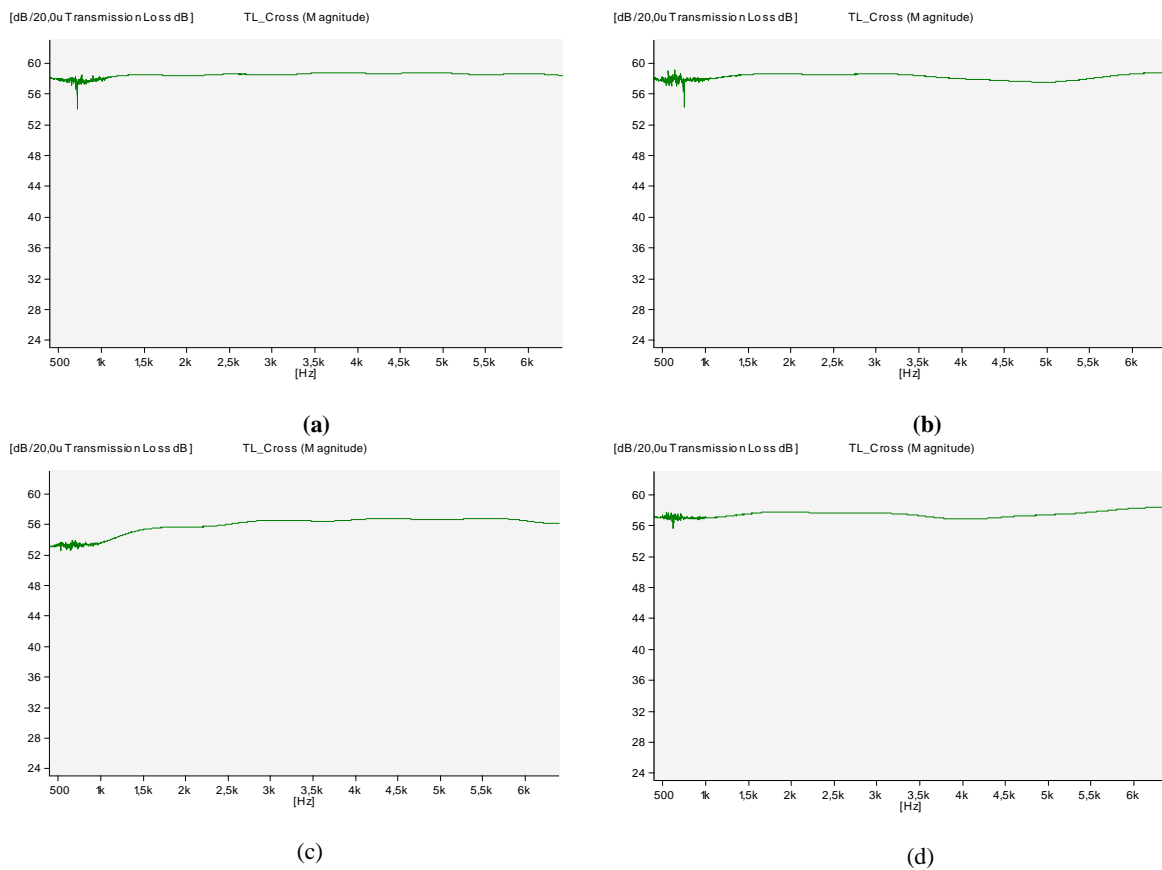 [dB/20,0u Transmission Loss dB] TL_Cross (Magnitude)
60
56
52
48
44
40
36
32
28
24
500 1k 1,5k 2k 2,5k 3k 3,5k 4k 4,5k 5k 5,5k 6k
[Hz]
(a)
[dB/20,0u Transmission Loss dB] TL_Cross (Magnitude)
60
56
52
48
44
40
36
32
28
24
500 1k 1,5k 2k 2,5k 3k 3,5k 4k 4,5k 5k 5,5k 6k
[Hz]
(b)
[dB/20,0u Transmission Loss dB] TL_Cross (Magnitude)
60
56
52
48
44
40
36
32
28
24
500 1k 1,5k 2k 2,5k 3k 3,5k 4k 4,5k 5k 5,5k 6k
[Hz]
(c)
[dB/20,0u Transmission Loss dB] TL_Cross (Magnitude)
60
56
52
48
44
40
36
32
28
24
500 1k 1,5k 2k 2,5k 3k 3,5k 4k 4,5k 5k 5,5k 6k
[Hz]
(d)